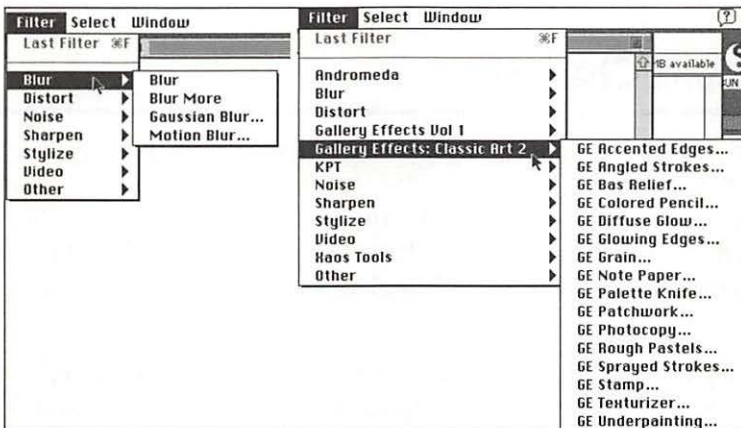 Filter Select Window
Last Filter ⌘F
Blur
Distort
Noise
Sharpen
Stylize
Video
Other
Blur
Blur More
Gaussian Blur...
Motion Blur...
Filter Select Window
Last Filter ⌘F
Andromeda
Blur
Distort
Gallery Effects Vol 1
Gallery Effects: Classic Art 2
KPT
Noise
Sharpen
Stylize
Video
Xaos Tools
Other
MB available
GE Accented Edges...
GE Angled Strokes...
GE Bas Relief...
GE Colored Pencil...
GE Diffuse Glow...
GE Glowing Edges...
GE Grain...
GE Note Paper...
GE Palette Knife...
GE Patchwork...
GE Photocopy...
GE Rough Pastels...
GE Sprayed Strokes...
GE Stamp...
GE Texturizer...
GE Underpainting...